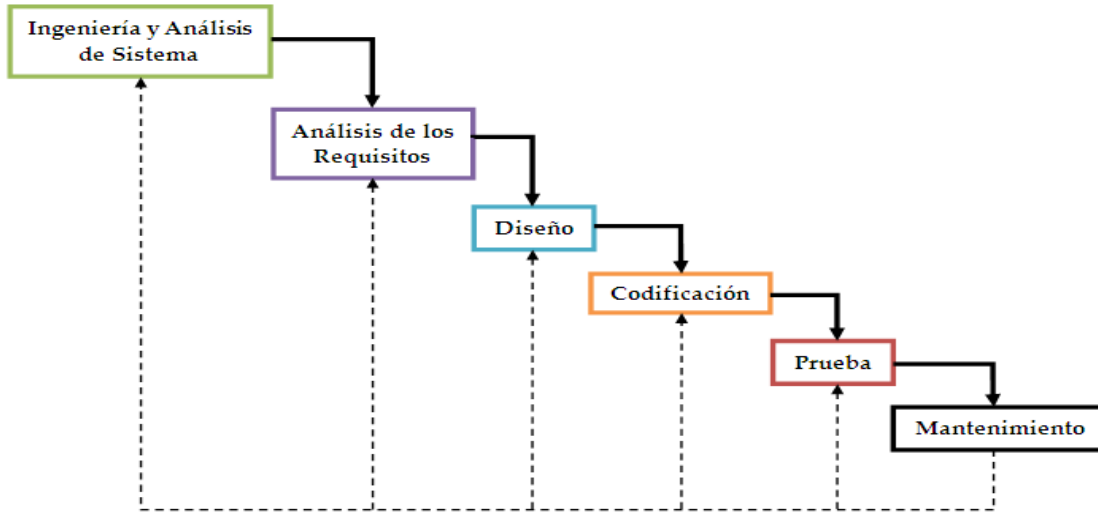 Ingeniería y Análisis
de Sistema
Análisis de los
Requisitos
Diseño
Codificación
Prueba
Mantenimiento